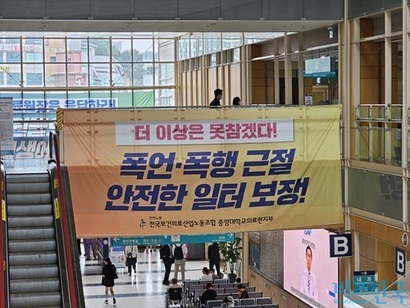 더 이상은 못참겠다!
폭언·폭행 근절
안전한 일터 보장!
전국보건의료산업노동조합 중앙대학교의료원지부
B
B